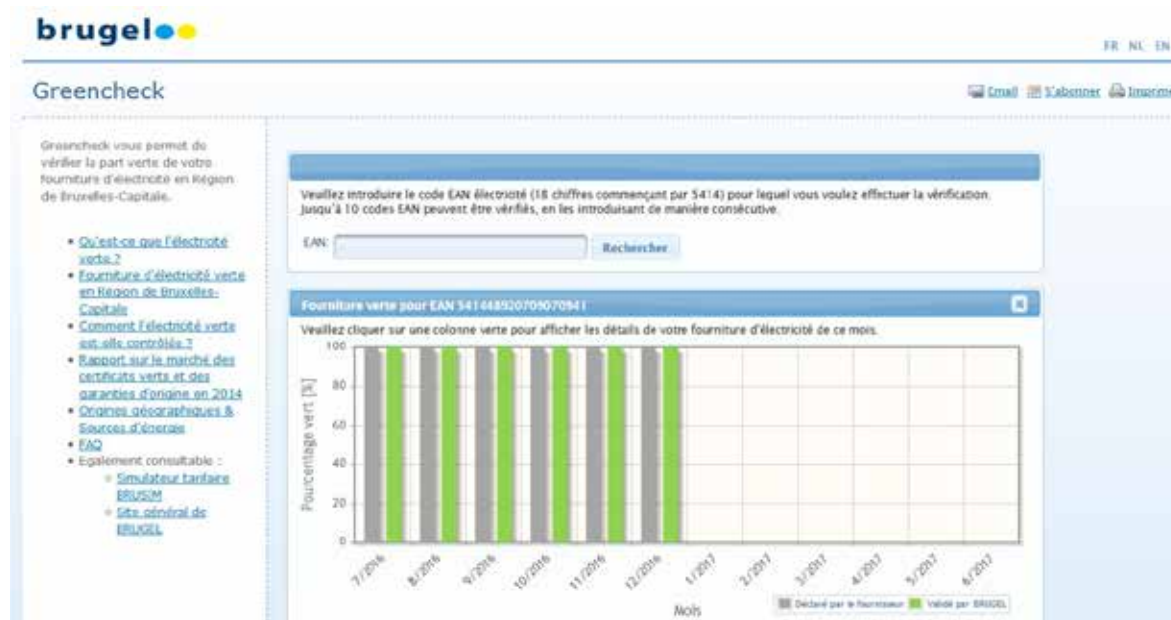 brugel
FR NL EN
Greencheck
Email S'abonner Imprime
Greencheck vous permet de
vérifier la part verte de votre
fourniture d'électricité en Région
de Bruxelles-Capitale.
Qu'est-ce que l'électricité
verte ?
Fourniture d'électricité verte
en Région de Bruxelles-
Capitale
Comment l'électricité verte
est-elle contrôlée ?
Rapport sur le marché des
certificats verts et des
garanties d'origine en 2014
Origines géographiques &
Sources d'énergie
FAQ
Egalement consultable :
Simulateur tarifaire
BRUSIM
Site général de
BRUGEL
Veuillez introduire le code EAN électricité (18 chiffres commençant par 5414) pour lequel vous voulez effectuer la vérification.
Jusqu'à 10 codes EAN peuvent être vérifiés, en les introduisant de manière consécutive.
EAN: Rechercher
Fourniture verte pour EAN 541448920709070941
Veuillez cliquer sur une colonne verte pour afficher les détails de votre fourniture d'électricité de ce mois.
Pourcentage vert [%]
100
80
60
40
20
0
7/2016 8/2016 9/2016 10/2016 11/2016 12/2016 1/2017 2/2017 3/2017 4/2017 5/2017 6/2017
Mois
Déclaré par le fournisseur Validé par BRUGEL